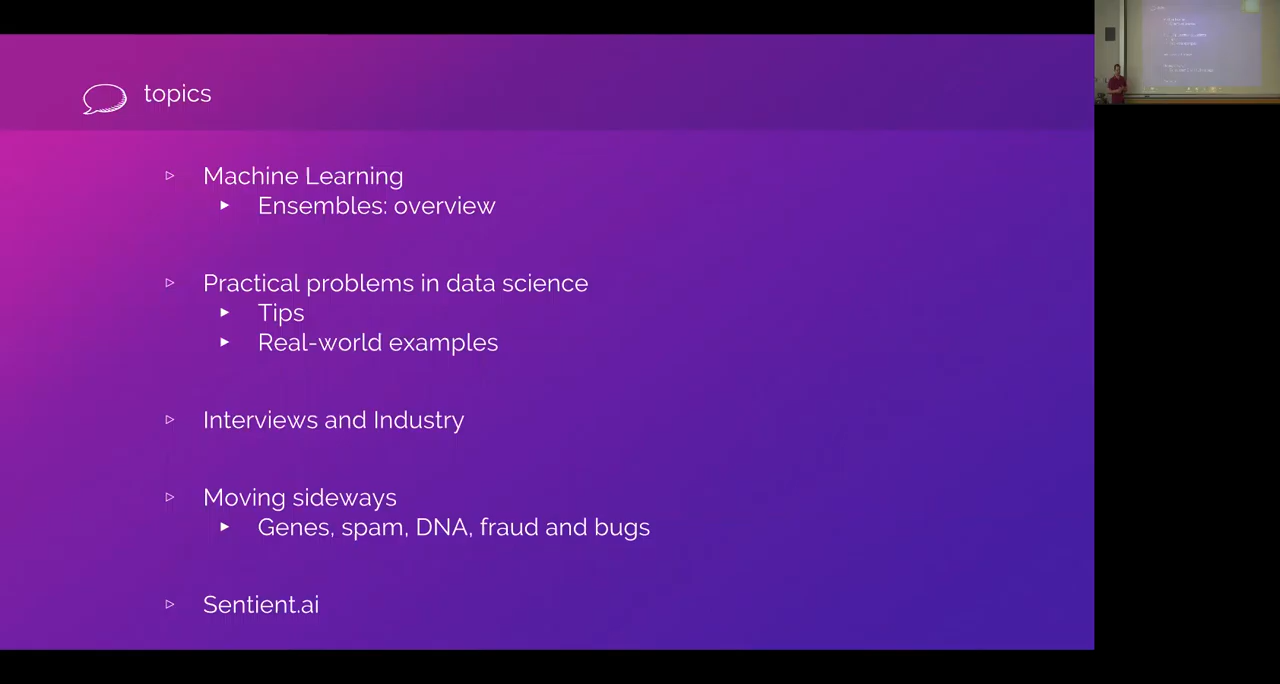 topics
Machine Learning
Ensembles: overview
Practical problems in data science
Tips
Real-world examples
Interviews and Industry
Moving sideways
Genes, spam, DNA, fraud and bugs
Sentient.ai